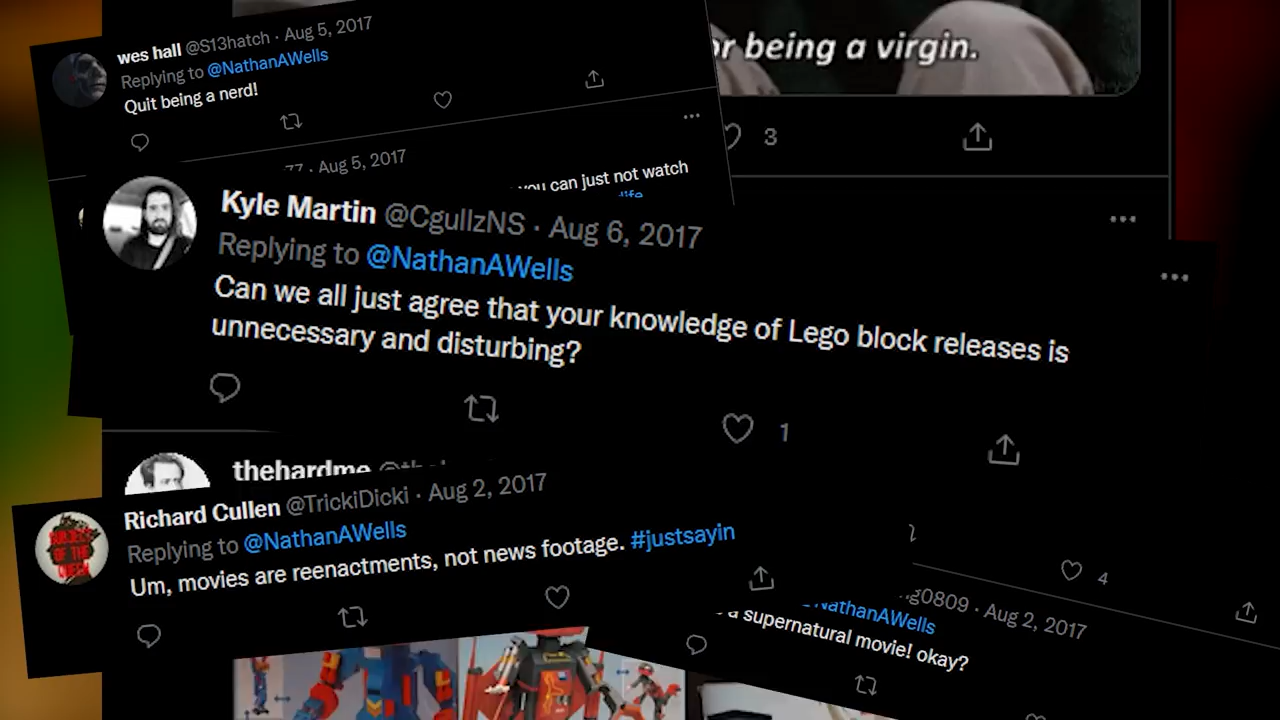 wes hall @S13hatch · Aug 5, 2017
Replying to @NathanAWells
Quit being a nerd!
being a virgin.
3
77 · Aug 5, 2017
you can just not watch
life
Kyle Martin @CgullzNS · Aug 6, 2017
Replying to @NathanAWells
Can we all just agree that your knowledge of Lego block releases is
unnecessary and disturbing?
1
thehardme
Richard Cullen @TrickiDicki · Aug 2, 2017
Replying to @NathanAWells
Um, movies are reenactments, not news footage. #justsayin
4
g0809 · Aug 2, 2017
@NathanAWells
a supernatural movie! okay?